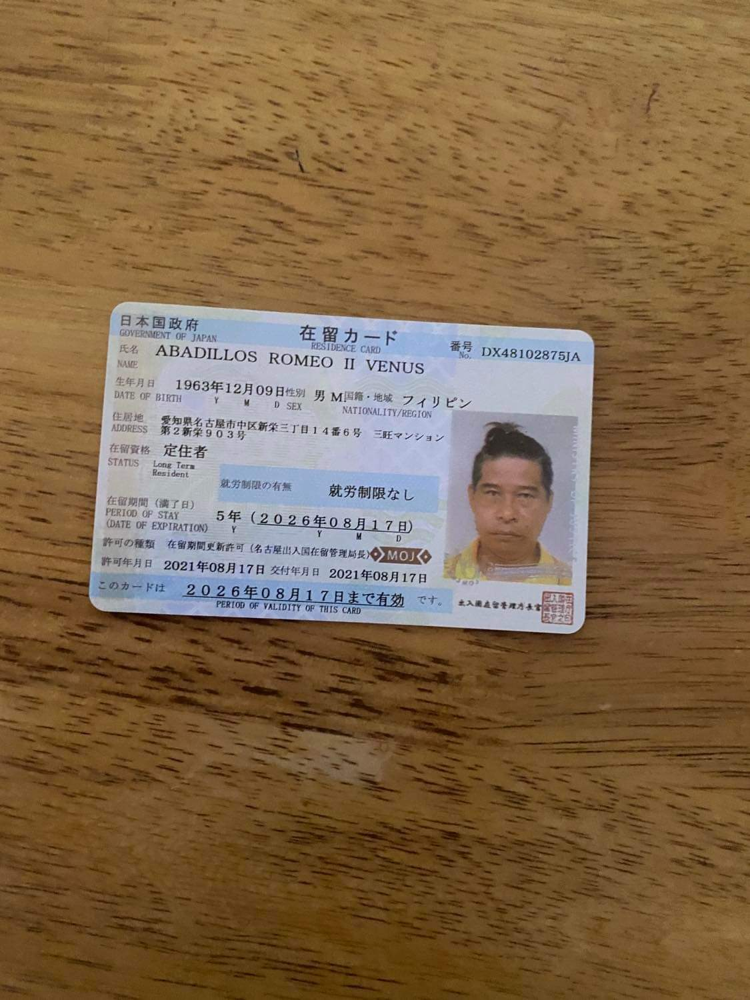 日本国政府 在留カード 番号 DX48102875JA
GOVERNMENT OF JAPAN RESIDENCE CARD No.
氏名 ABADILLOS ROMEO II VENUS
NAME
生年月日 1963年12月09日 性別 男 M 国籍・地域 フィリピン
DATE OF BIRTH Y M D SEX NATIONALITY/REGION
住居地 愛知県名古屋市中区新栄三丁目14番6号 三旺マンション
ADDRESS 第2新栄903号
在留資格 定住者
STATUS Long Term
Resident
就労制限の有無 就労制限なし
在留期間(満了日)
PERIOD OF STAY 5年 (2026年08月17日)
(DATE OF EXPIRATION) Y Y M D
許可の種類 在留期間更新許可(名古屋出入国在留管理局長) MOJ
許可年月日 2021年08月17日 交付年月日 2021年08月17日
このカードは 2026年08月17日まで有効 です。
PERIOD OF VALIDITY OF THIS CARD
出入国在留管理庁長官